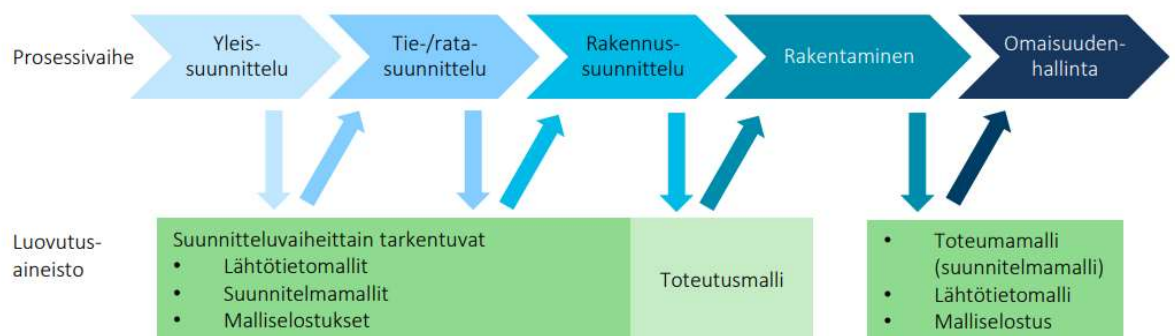 Prosessivaihe
Yleis-
suunnittelu
Tie-/rata-
suunnittelu
Rakennus-
suunnittelu
Rakentaminen
Omaisuuden-
hallinta
Luovutus-
aineisto
Suunnitteluvaiheittain tarkentuvat
• Lähtötietomallit
• Suunnitelmamallit
• Malliselostukset
Toteutusmalli
• Toteumamalli
(suunnitelmamalli)
• Lähtötietomalli
• Malliselostus